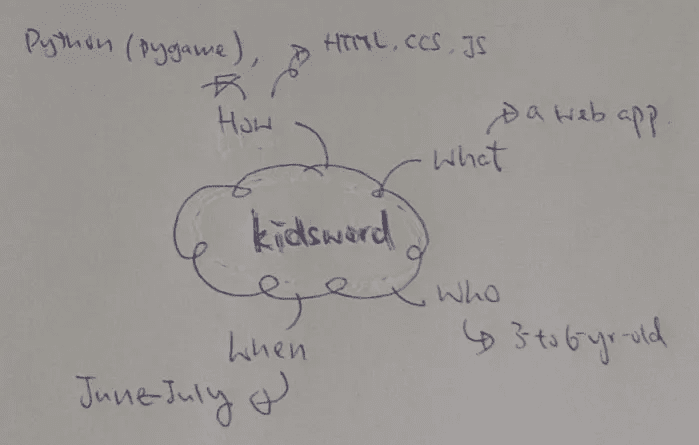 Python (pygame), HTML, CCS, JS
How
a web app.
What
kidsword
Who
3-to 6-yr-old
When
June-July